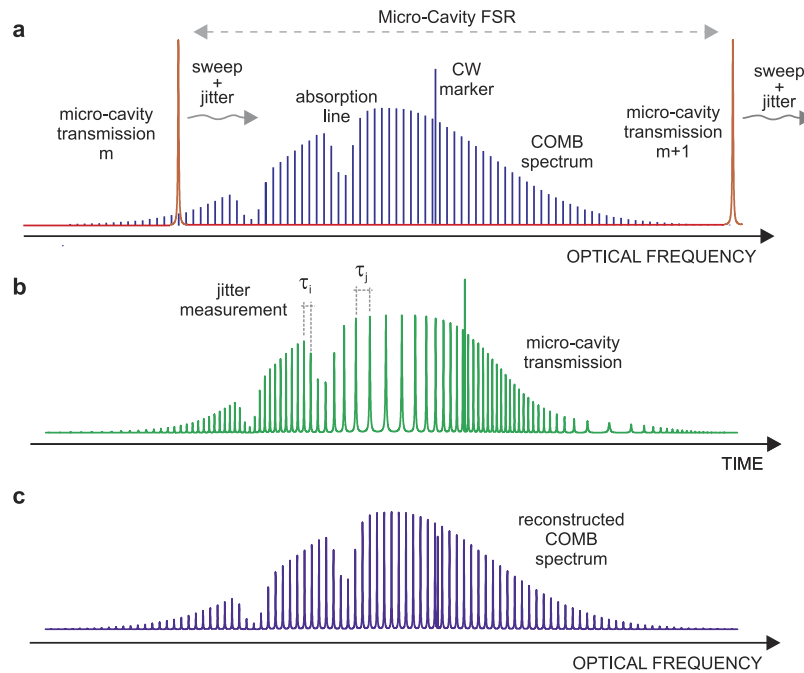 a
Micro-Cavity FSR
sweep
+
jitter
micro-cavity
transmission
m
absorption
line
CW
marker
COMB
spectrum
micro-cavity
transmission
m+1
sweep
+
jitter
OPTICAL FREQUENCY
b
jitter
measurement
τi
τj
micro-cavity
transmission
TIME
c
reconstructed
COMB
spectrum
OPTICAL FREQUENCY